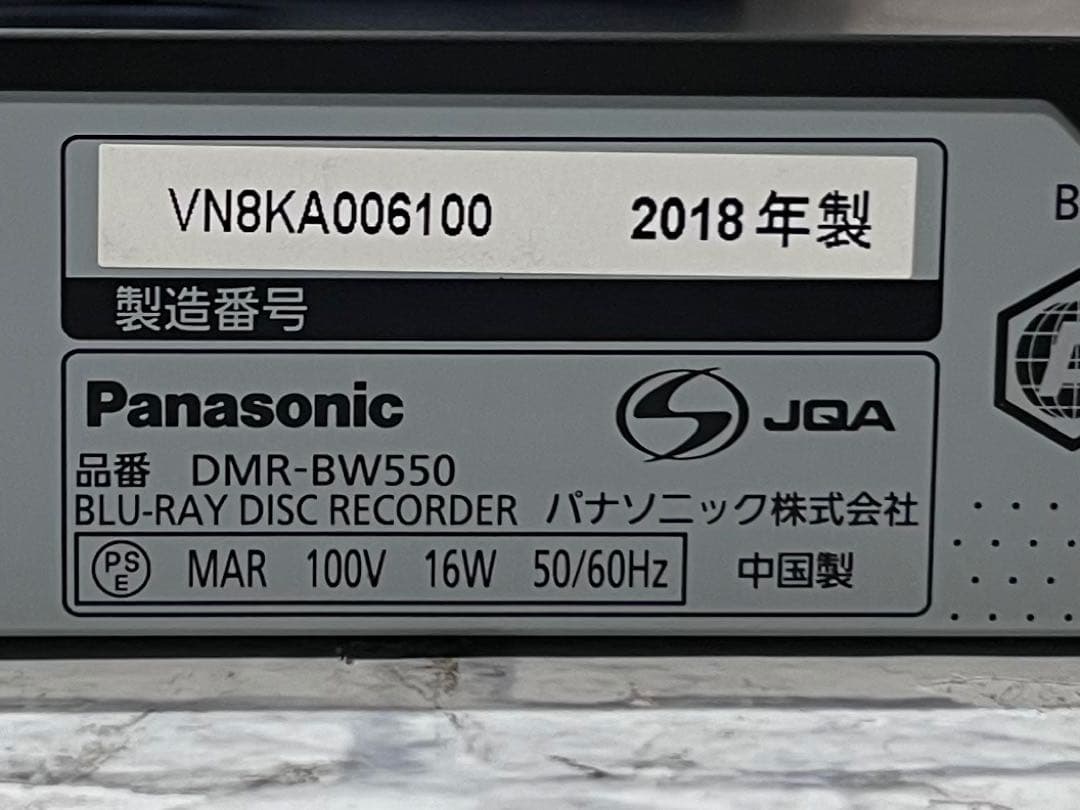 VN8KA006100 2018年製
製造番号
Panasonic
JQA
品番 DMR-BW550
BLU-RAY DISC RECORDER パナソニック株式会社
PS
E
MAR 100V 16W 50/60Hz
中国製
B
A